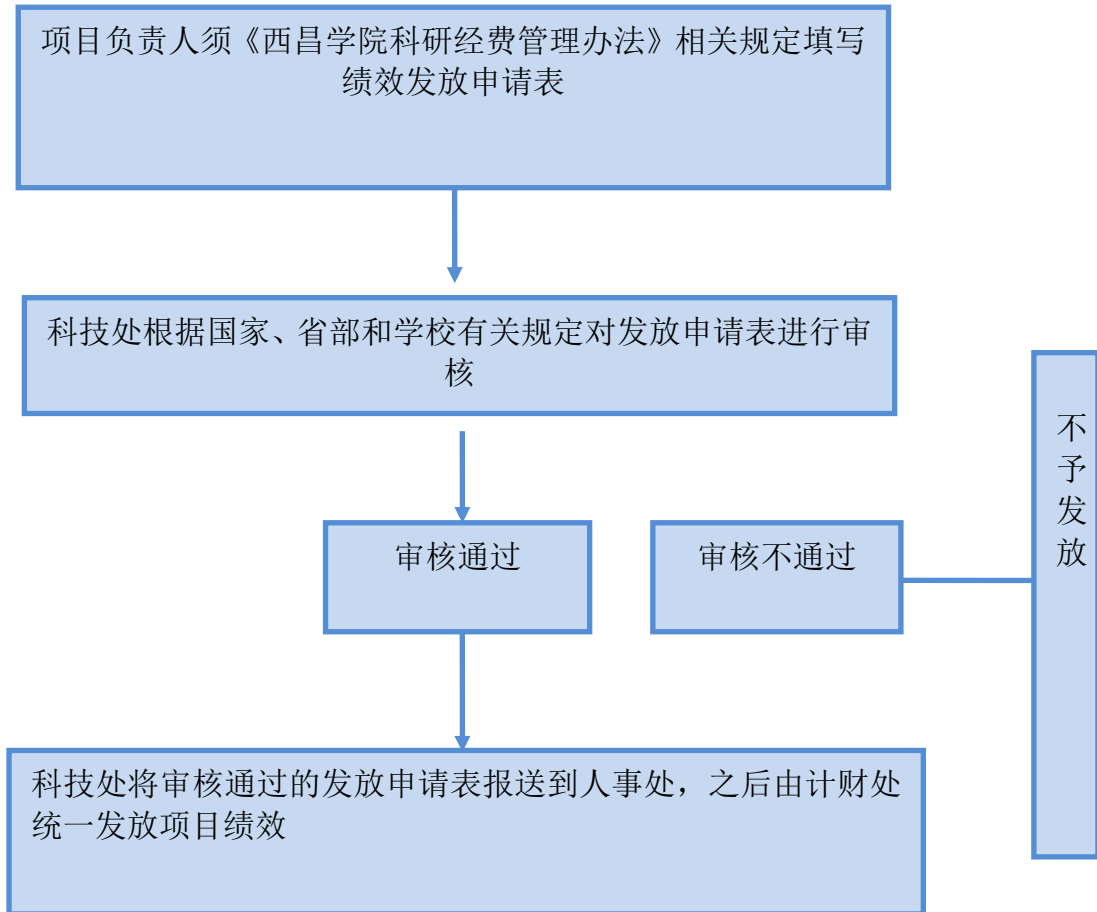 项目负责人须《西昌学院科研经费管理办法》相关规定填写
绩效发放申请表
科技处根据国家、省部和学校有关规定对发放申请表进行审
核
审核通过
审核不通过
不予发放
科技处将审核通过的发放申请表报送到人事处，之后由计财处
统一发放项目绩效